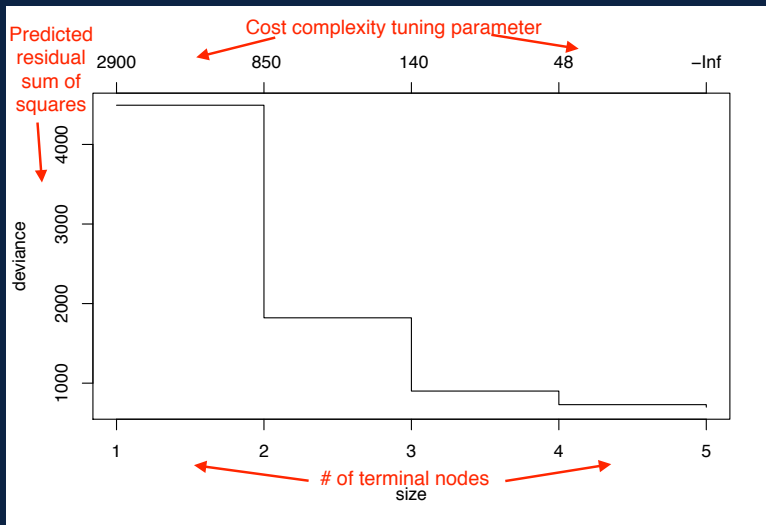 Predicted
residual
sum of
squares
Cost complexity tuning parameter
2900 850 140 48 −Inf
deviance
4000
3000
2000
1000
1 2 3 4 5
# of terminal nodes
size